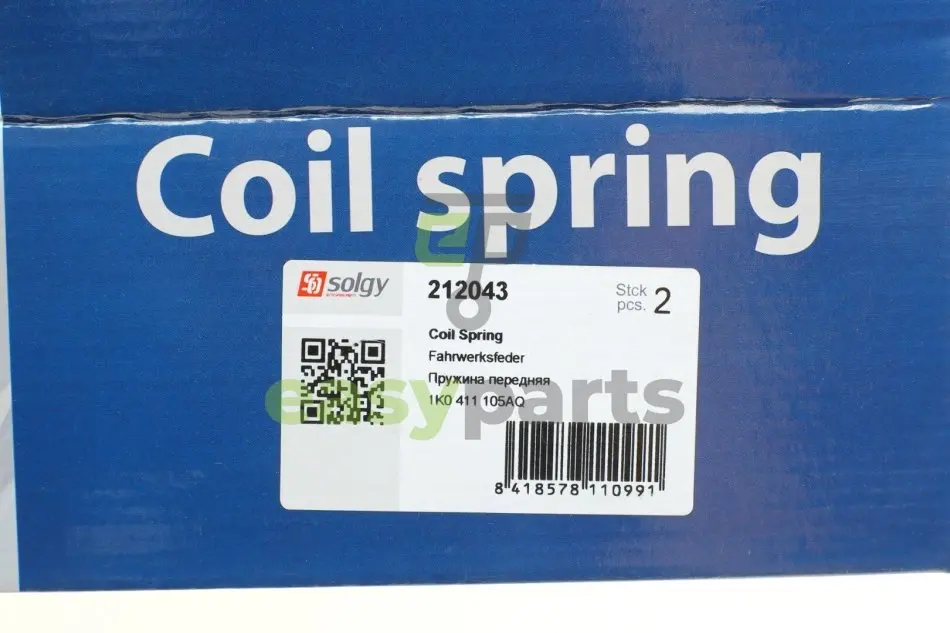 Coil spring
solgy
212043
Stck
pcs. 2
Coil Spring
Fahrwerksfeder
Пружина передняя
1K0 411 105AQ
easyparts
8 418578 110991